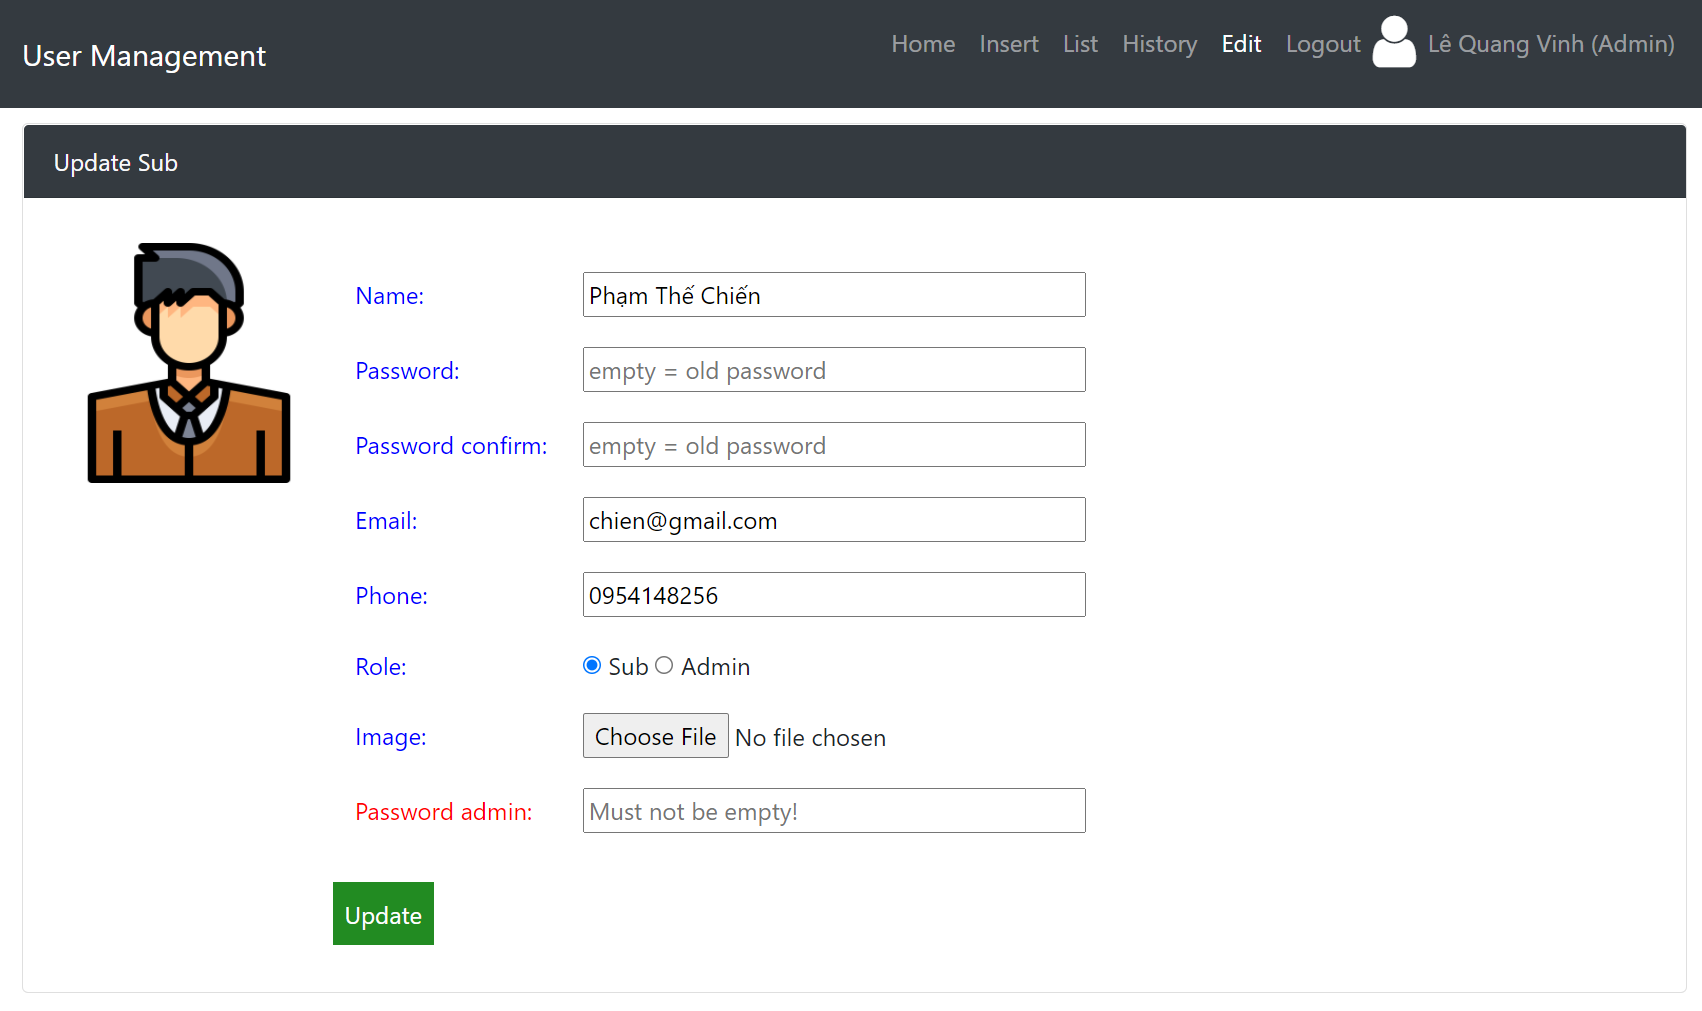 User Management
Home Insert List History Edit Logout Lê Quang Vinh (Admin)
Update Sub
Name: Phạm Thế Chiến
Password: empty = old password
Password confirm: empty = old password
Email: chien@gmail.com
Phone: 0954148256
Role: Sub Admin
Image: Choose File No file chosen
Password admin: Must not be empty!
Update